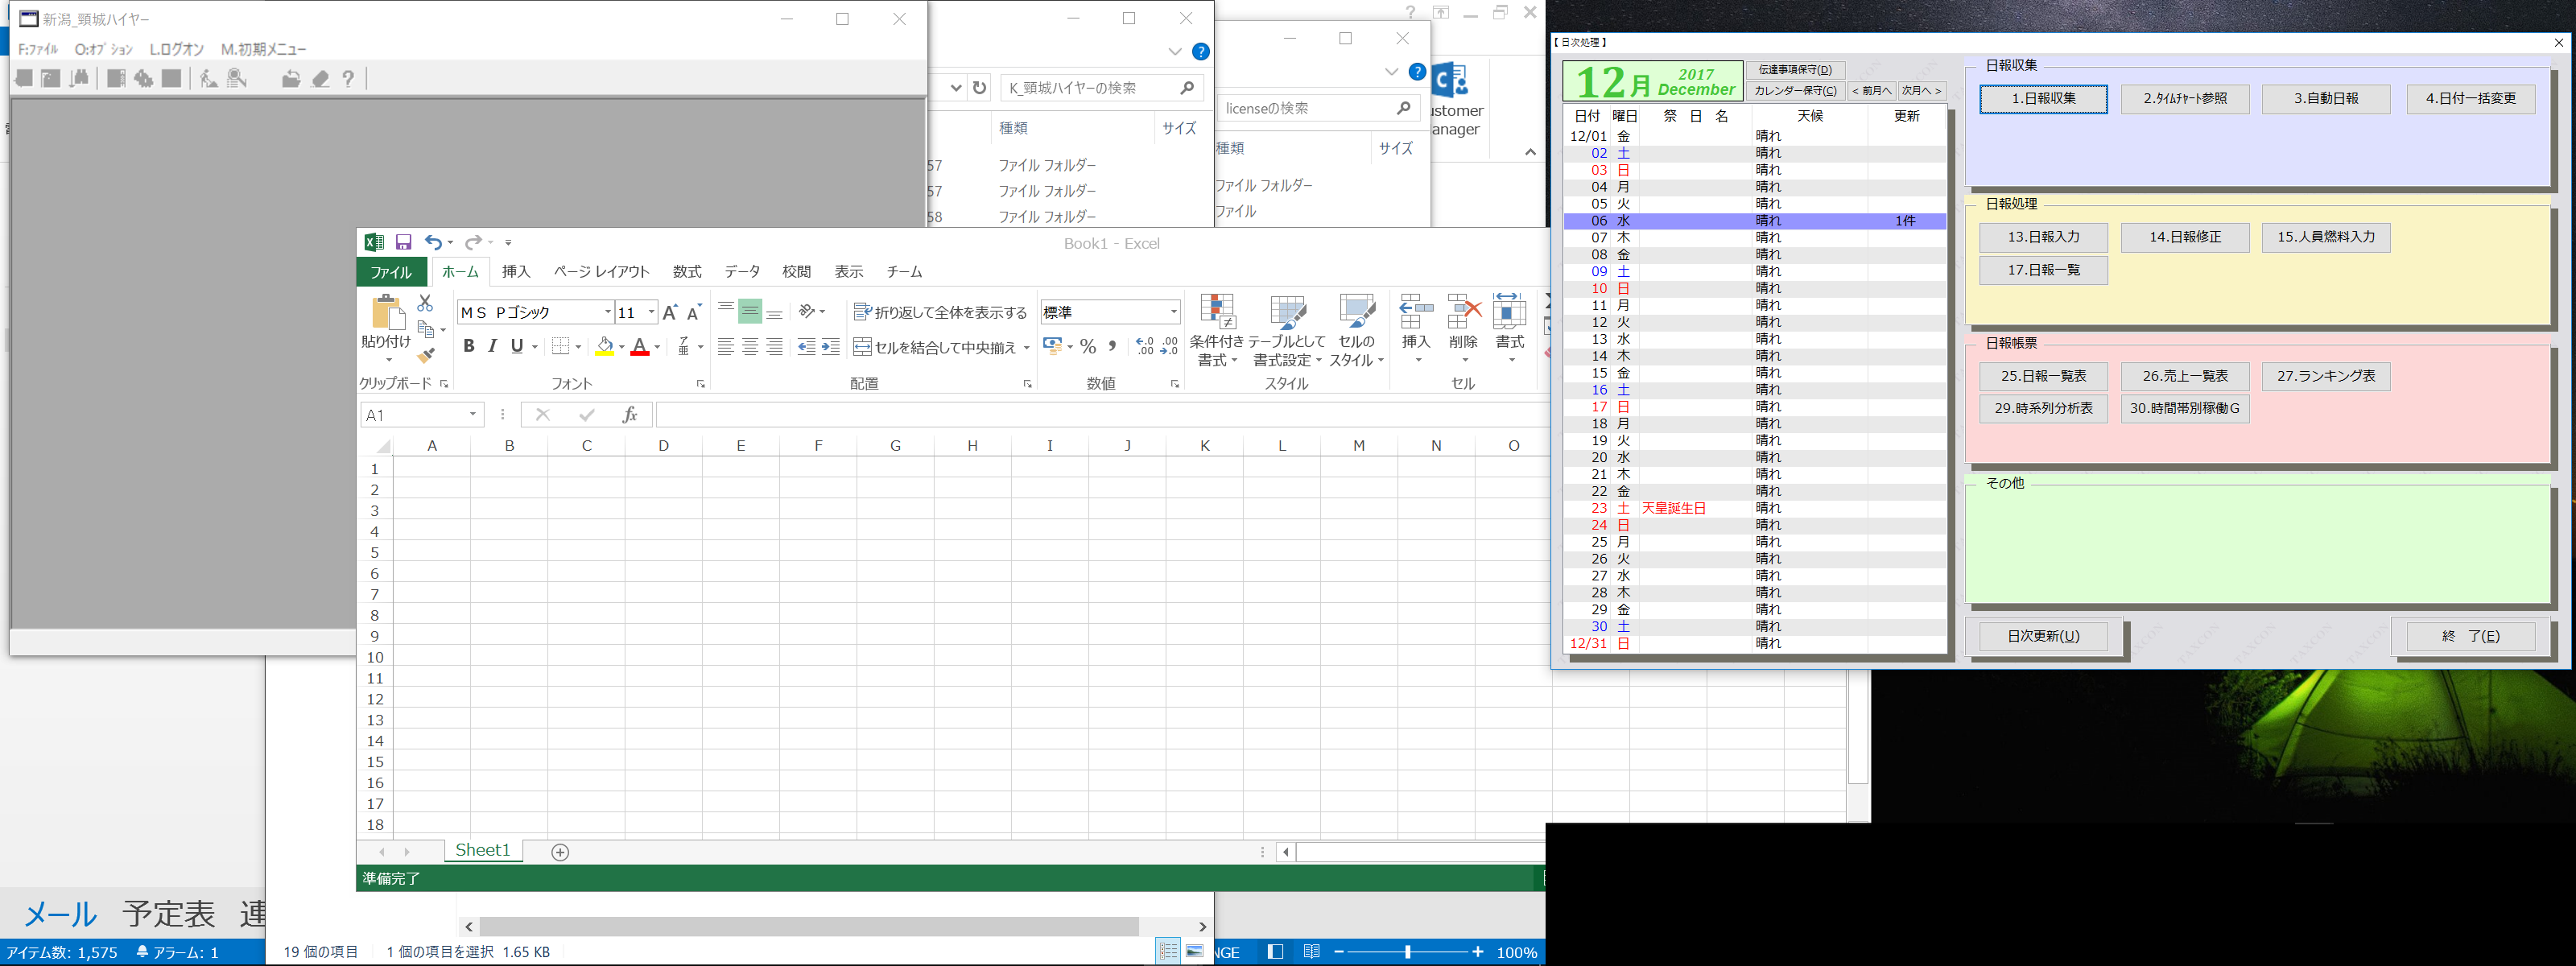 新潟_頸城ハイヤー
F:ファイル O:オプション L.ログオン M.初期メニュー
K_頸城ハイヤーの検索
種類 サイズ
57 ファイル フォルダー
57 ファイル フォルダー
58 ファイル フォルダー
licenseの検索
種類 サイズ
ファイル フォルダー
ファイル
ustomer
anager
Book1 - Excel
ファイル ホーム 挿入 ページ レイアウト 数式 データ 校閲 表示 チーム
貼り付け
ＭＳ Ｐゴシック 11
B I U
折り返して全体を表示する
セルを結合して中央揃え
標準
条件付き書式 テーブルとして書式設定 セルのスタイル
挿入 削除 書式
クリップボード フォント 配置 数値 スタイル セル
A1
fx
A B C D E F G H I J K L M N O
1
2
3
4
5
6
7
8
9
10
11
12
13
14
15
16
17
18
Sheet1
準備完了
メール 予定表
アイテム数: 1,575 アラーム: 1
19 個の項目 1 個の項目を選択 1.65 KB
NGE
100%
【 日次処理 】
12月 2017 December
伝達事項保守(D)
カレンダー保守(C) < 前月へ 次月へ >
日付 曜日 祭 日 名 天候 更新
12/01 金 晴れ
02 土 晴れ
03 日 晴れ
04 月 晴れ
05 火 晴れ
06 水 晴れ 1件
07 木 晴れ
08 金 晴れ
09 土 晴れ
10 日 晴れ
11 月 晴れ
12 火 晴れ
13 水 晴れ
14 木 晴れ
15 金 晴れ
16 土 晴れ
17 日 晴れ
18 月 晴れ
19 火 晴れ
20 水 晴れ
21 木 晴れ
22 金 晴れ
23 土 天皇誕生日 晴れ
24 日 晴れ
25 月 晴れ
26 火 晴れ
27 水 晴れ
28 木 晴れ
29 金 晴れ
30 土 晴れ
12/31 日 晴れ
日報収集
1.日報収集 2.ﾀｲﾑﾁｬｰﾄ参照 3.自動日報 4.日付一括変更
日報処理
13.日報入力 14.日報修正 15.人員燃料入力
17.日報一覧
日報帳票
25.日報一覧表 26.売上一覧表 27.ランキング表
29.時系列分析表 30.時間帯別稼働Ｇ
その他
日次更新(U) 終 了(E)